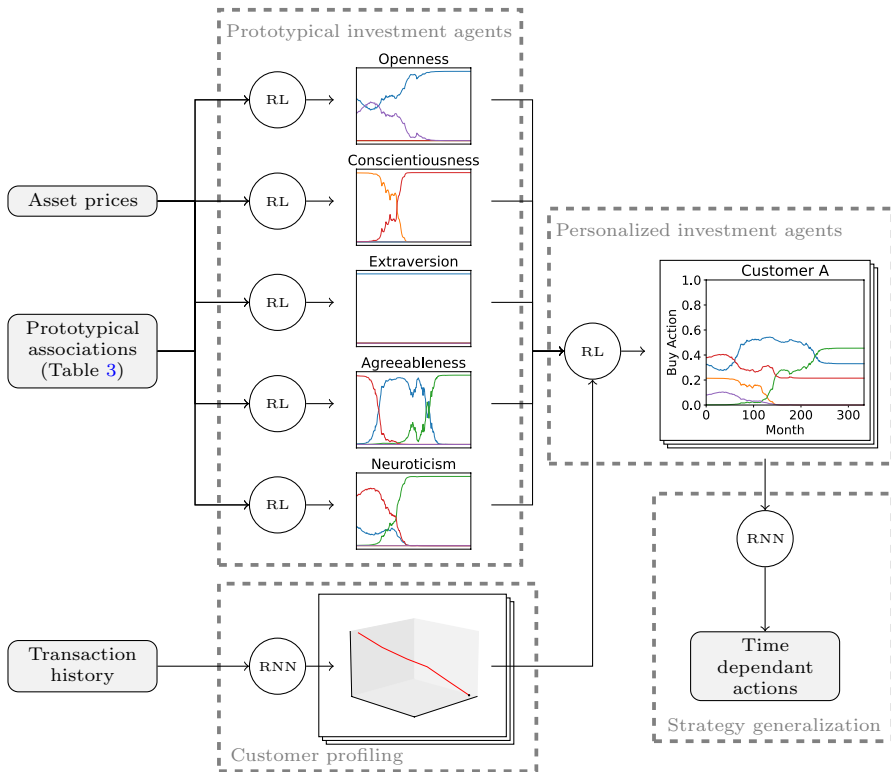 Prototypical investment agents
Openness
RL
Conscientiousness
RL
Asset prices
Extraversion
RL
Prototypical
associations
(Table 3)
Agreeableness
RL
Neuroticism
RL
Personalized investment agents
RL
Customer A
Buy Action
1.0
0.8
0.6
0.4
0.2
0.0
0 100 200 300
Month
Transaction
history
RNN
Customer profiling
RNN
Time
dependant
actions
Strategy generalization